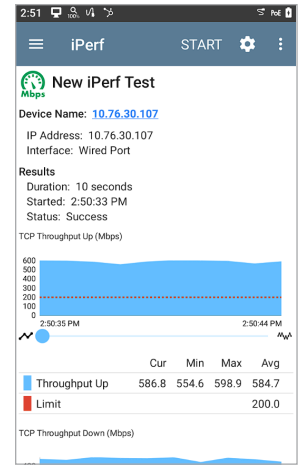 2:51 100% PoE
iPerf START
Mbps New iPerf Test
Device Name: 10.76.30.107
IP Address: 10.76.30.107
Interface: Wired Port
Results
Duration: 10 seconds
Started: 2:50:33 PM
Status: Success
TCP Throughput Up (Mbps)
600
500
400
300
200
100
0
2:50:35 PM 2:50:44 PM
Cur Min Max Avg
Throughput Up 586.8 554.6 598.9 584.7
Limit 200.0
TCP Throughput Down (Mbps)